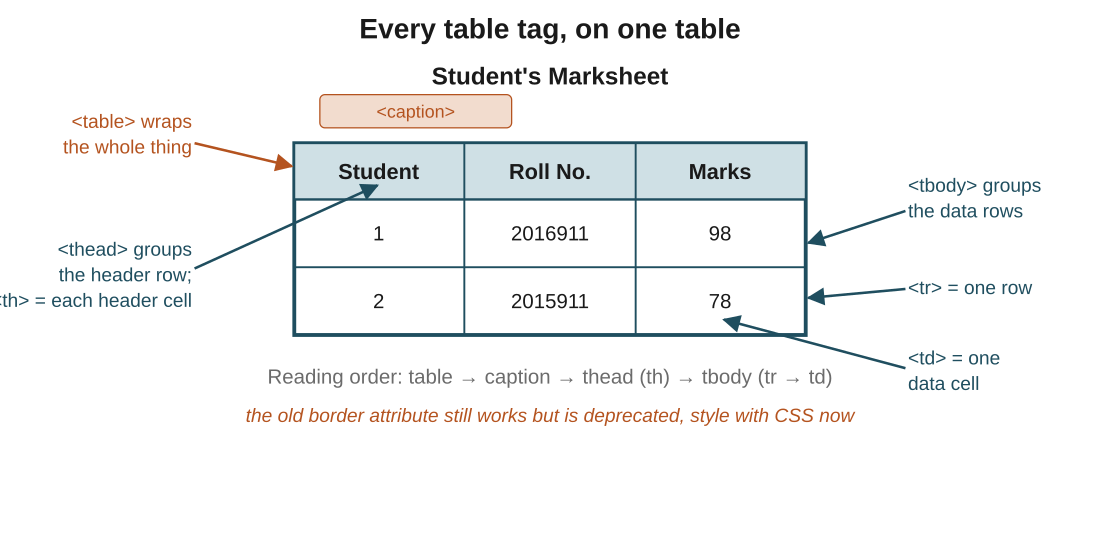 Every table tag, on one table
Student's Marksheet
<caption>
<table> wraps
the whole thing
Student Roll No. Marks
1 2016911 98
2 2015911 78
<thead> groups
the header row;
<th> = each header cell
<tbody> groups
the data rows
<tr> = one row
<td> = one
data cell
Reading order: table → caption → thead (th) → tbody (tr → td)
the old border attribute still works but is deprecated, style with CSS now